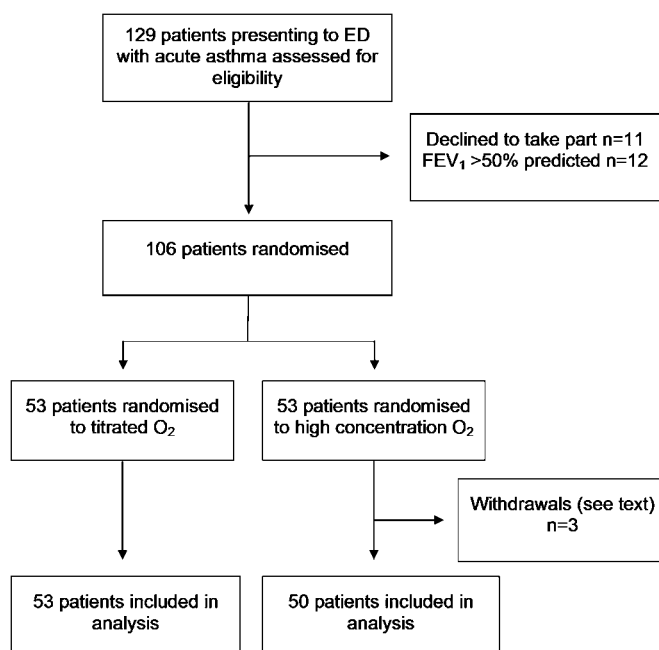 129 patients presenting to ED
with acute asthma assessed for
eligibility
Declined to take part n=11
FEV₁ >50% predicted n=12
106 patients randomised
53 patients randomised
to titrated O₂
53 patients randomised
to high concentration O₂
Withdrawals (see text)
n=3
53 patients included in
analysis
50 patients included in
analysis